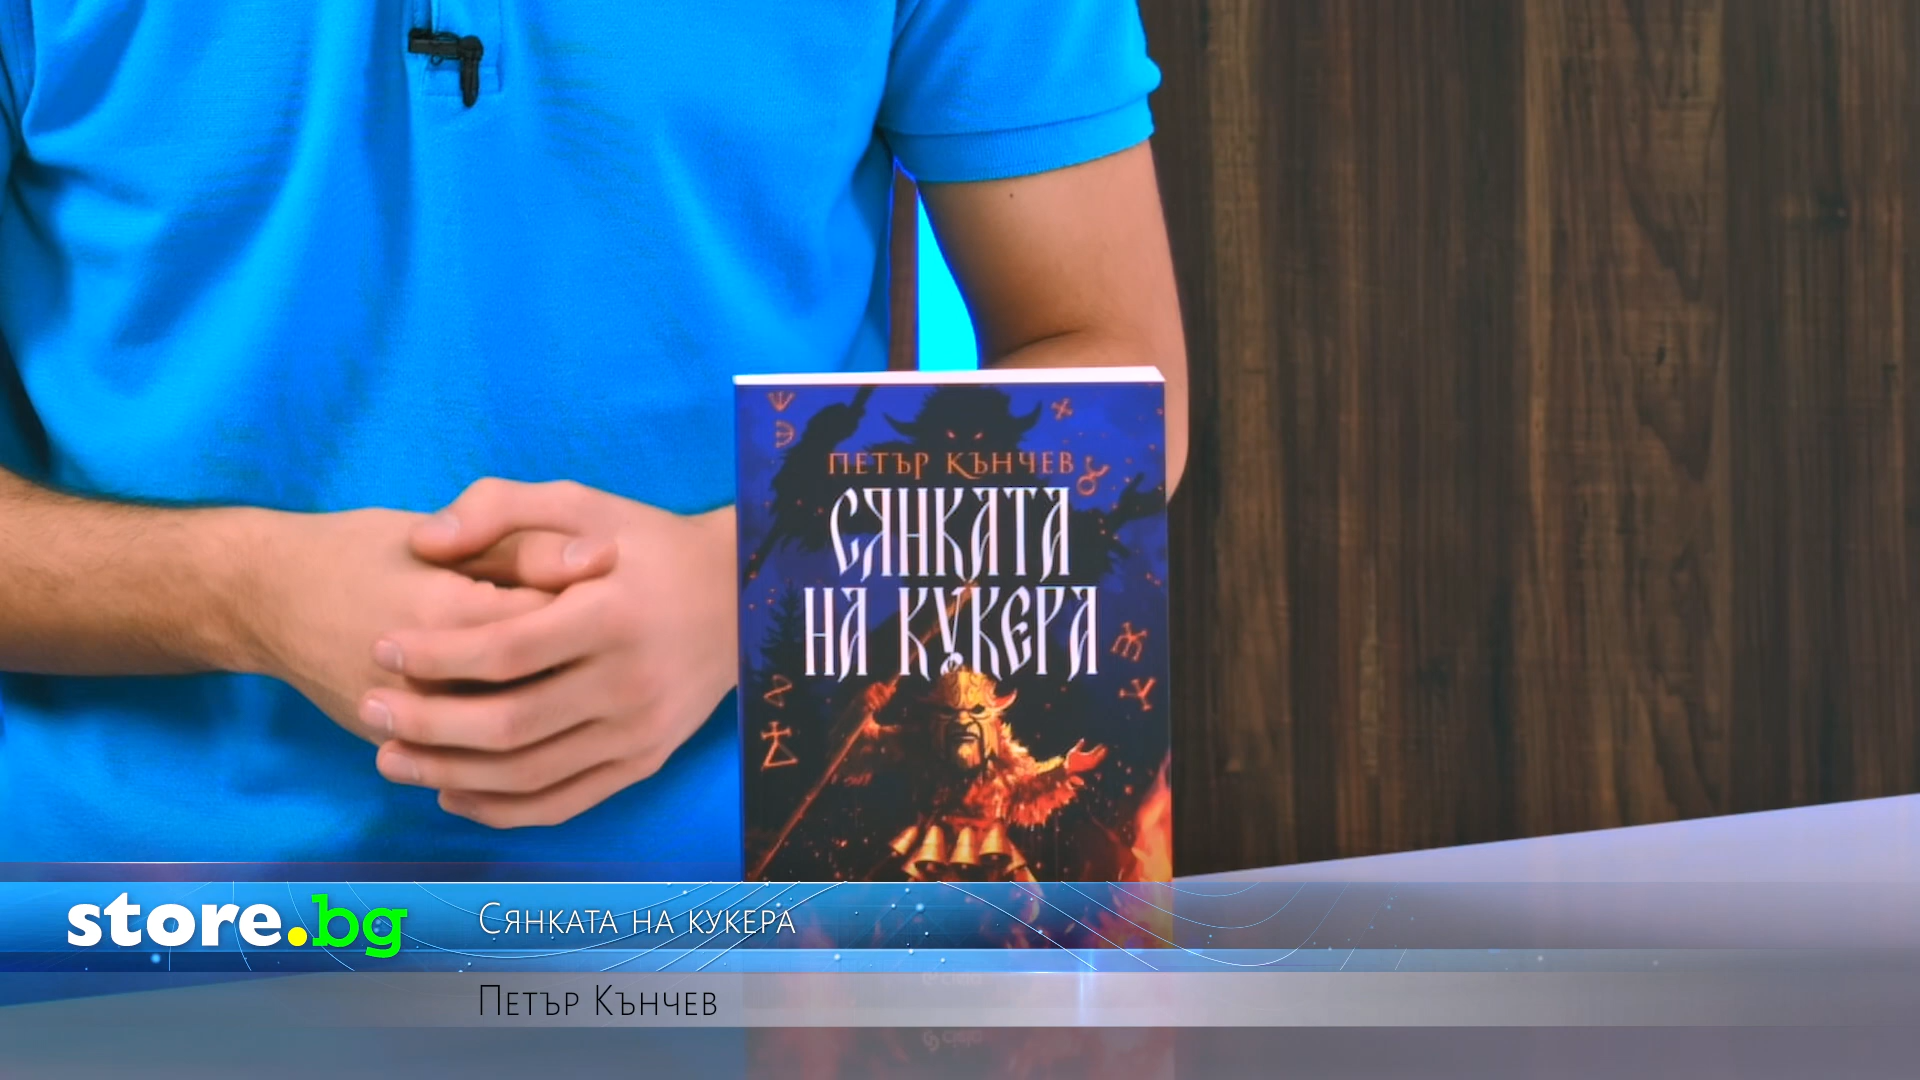 ПЕТЪР КЪНЧЕВ
СЯНКАТА
НА КУКЕРА
store.bg
Сянката на кукера
Петър Кънчев